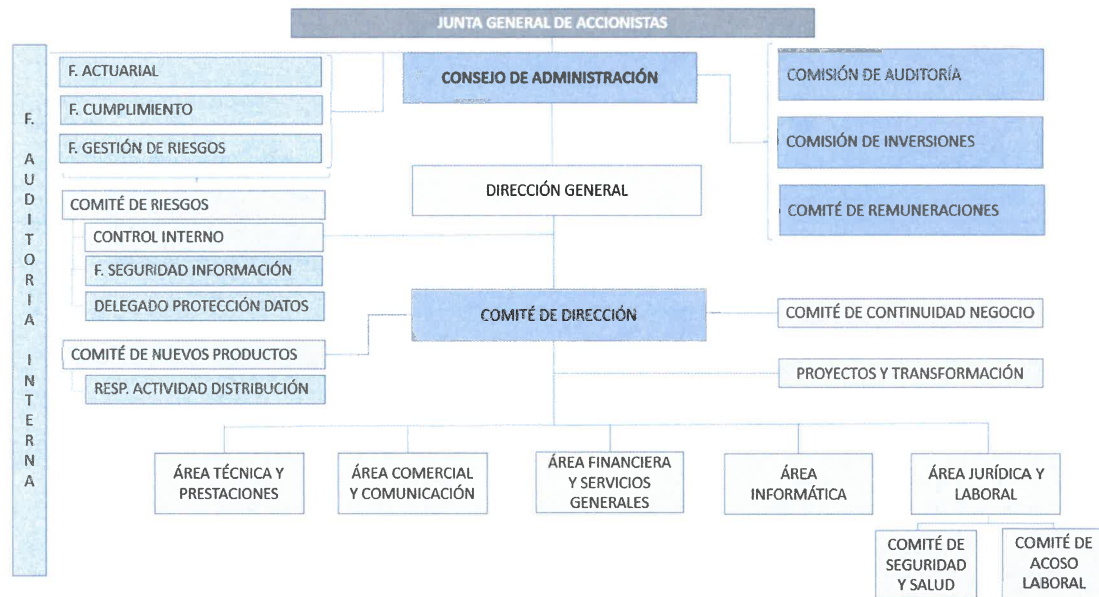 JUNTA GENERAL DE ACCIONISTAS
F. AUDITORIA INTERNA
F. ACTUARIAL
F. CUMPLIMIENTO
F. GESTIÓN DE RIESGOS
CONSEJO DE ADMINISTRACIÓN
COMISIÓN DE AUDITORÍA
COMISIÓN DE INVERSIONES
COMITÉ DE REMUNERACIONES
DIRECCIÓN GENERAL
COMITÉ DE RIESGOS
CONTROL INTERNO
F. SEGURIDAD INFORMACIÓN
DELEGADO PROTECCIÓN DATOS
COMITÉ DE DIRECCIÓN
COMITÉ DE CONTINUIDAD NEGOCIO
COMITÉ DE NUEVOS PRODUCTOS
RESP. ACTIVIDAD DISTRIBUCIÓN
PROYECTOS Y TRANSFORMACIÓN
ÁREA TÉCNICA Y
PRESTACIONES
ÁREA COMERCIAL
Y COMUNICACIÓN
ÁREA FINANCIERA
Y SERVICIOS
GENERALES
ÁREA
INFORMÁTICA
ÁREA JURÍDICA Y
LABORAL
COMITÉ DE
SEGURIDAD
Y SALUD
COMITÉ DE
ACOSO
LABORAL